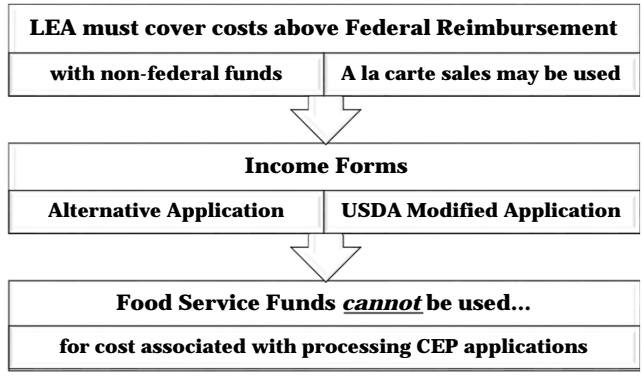 LEA must cover costs above Federal Reimbursement
with non-federal funds
A la carte sales may be used
Income Forms
Alternative Application
USDA Modified Application
Food Service Funds cannot be used...
for cost associated with processing CEP applications